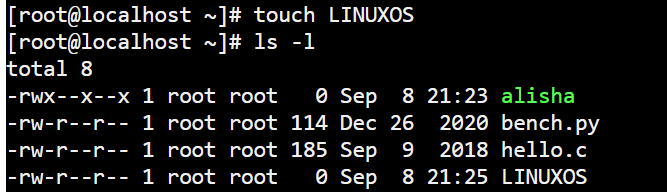 [root@localhost ~]# touch LINUXOS
[root@localhost ~]# ls -l
total 8
-rwx--x--x 1 root root   0 Sep  8 21:23 alisha
-rw-r--r-- 1 root root 114 Dec 26  2020 bench.py
-rw-r--r-- 1 root root 185 Sep  9  2018 hello.c
-rw-r--r-- 1 root root   0 Sep  8 21:25 LINUXOS